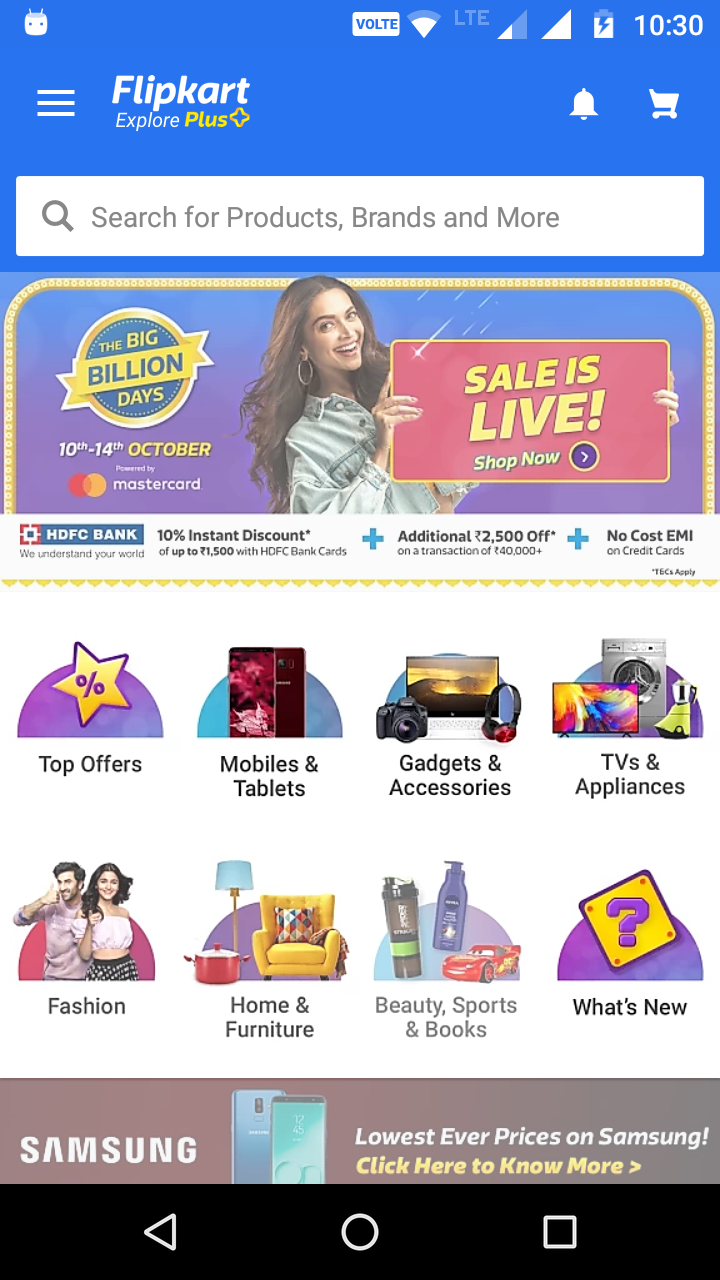 VOLTE
LTE
10:30
Flipkart
Explore Plus
Search for Products, Brands and More
THE BIG
BILLION
DAYS
10th-14th OCTOBER
Powered by
mastercard
SALE IS
LIVE!
Shop Now
HDFC BANK
We understand your world
10% Instant Discount*
of up to ₹1,500 with HDFC Bank Cards
Additional ₹2,500 Off*
on a transaction of ₹40,000+
No Cost EMI
on Credit Cards
*T&Cs Apply
%
Top Offers
Mobiles &
Tablets
Gadgets &
Accessories
TVs &
Appliances
Fashion
Home &
Furniture
NIVEA
Beauty, Sports
& Books
?
What's New
SAMSUNG
Lowest Ever Prices on Samsung!
Click Here to Know More >